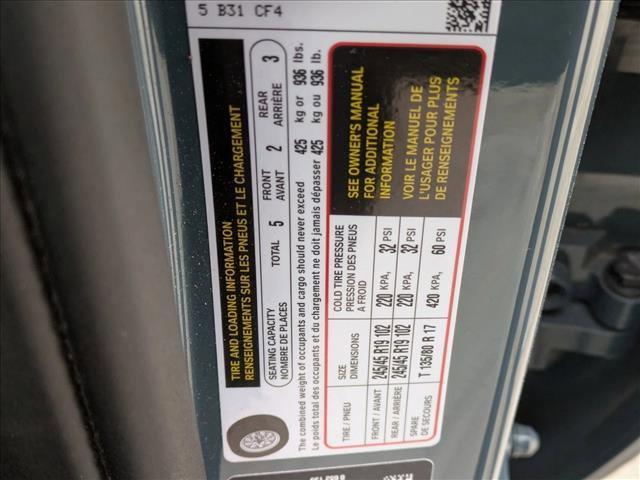 5 B31 CF4
TIRE AND LOADING INFORMATION
RENSEIGNEMENTS SUR LES PNEUS ET LE CHARGEMENT
SEATING CAPACITY
NOMBRE DE PLACES
TOTAL 5
FRONT
AVANT
2
REAR
ARRIÈRE
3
The combined weight of occupants and cargo should never exceed 425 kg or 936 lbs.
Le poids total des occupants et du chargement ne doit jamais dépasser 425 kg ou 936 lb.
TIRE / PNEU
SIZE
DIMENSIONS
COLD TIRE PRESSURE
PRESSION DES PNEUS
A FROID
FRONT / AVANT 245/45 R19 102 220 KPA, 32 PSI
REAR / ARRIÈRE 245/45 R19 102 220 KPA, 32 PSI
SPARE
DE SECOURS
T 135/80 R 17 420 KPA, 60 PSI
SEE OWNER'S MANUAL
FOR ADDITIONAL
INFORMATION
VOIR LE MANUEL DE
L'USAGER POUR PLUS
DE RENSEIGNEMENTS